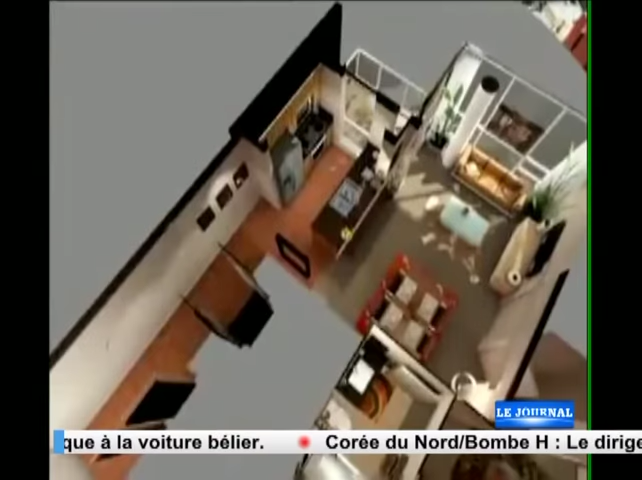 LE JOURNAL
que à la voiture bélier. Corée du Nord/Bombe H : Le dirige